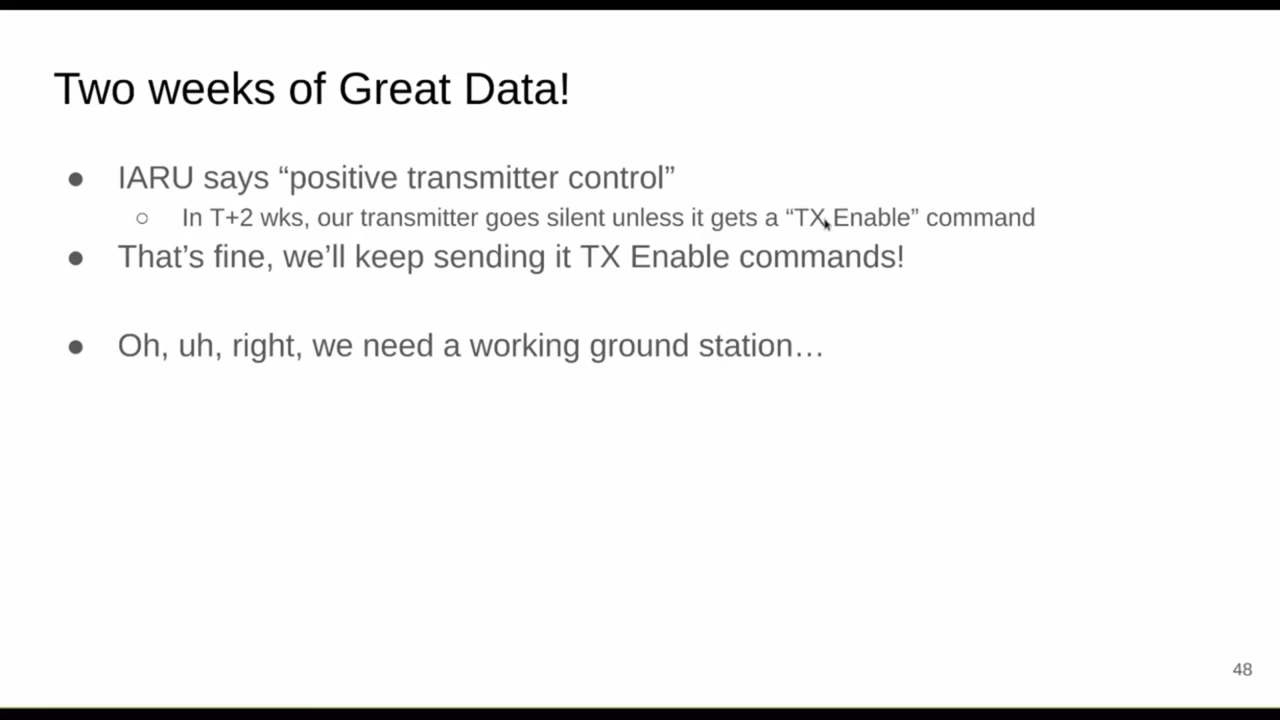 Two weeks of Great Data!
● IARU says “positive transmitter control”
○ In T+2 wks, our transmitter goes silent unless it gets a “TX Enable” command
● That’s fine, we’ll keep sending it TX Enable commands!
● Oh, uh, right, we need a working ground station…
48